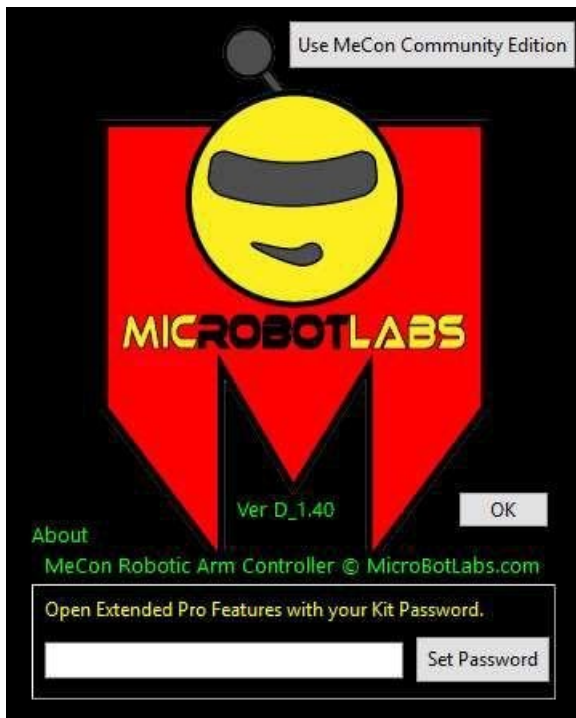 Use MeCon Community Edition
MICROBOTLABS
Ver D_1.40
OK
About
MeCon Robotic Arm Controller © MicroBotLabs.com
Open Extended Pro Features with your Kit Password.
Set Password